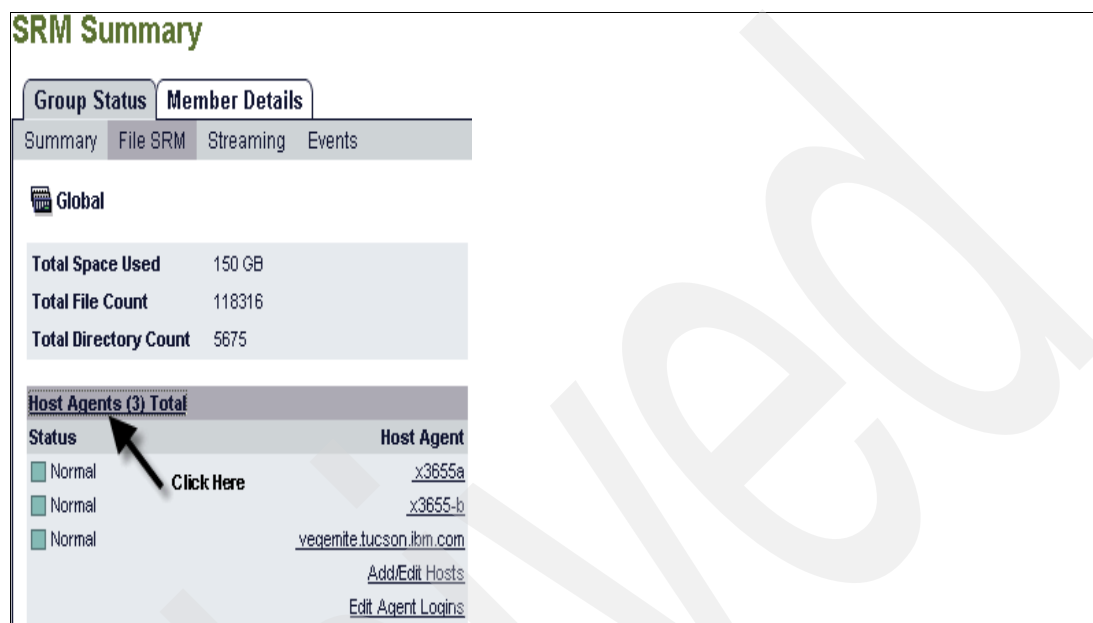 SRM Summary
Group Status Member Details
Summary File SRM Streaming Events
Global
Total Space Used 150 GB
Total File Count 118316
Total Directory Count 5675
Host Agents (3) Total
Status Host Agent
Normal x3655a
Click Here
Normal x3655-b
Normal vegemite.tucson.ibm.com
Add/Edit Hosts
Edit Agent Logins